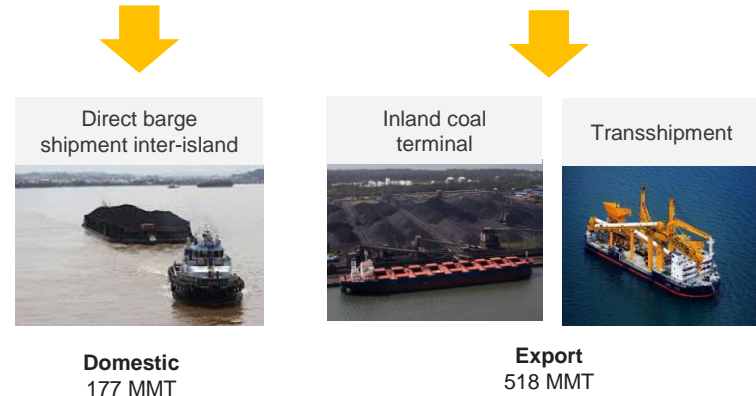 Direct barge
shipment inter-island
Inland coal
terminal
Transshipment
Domestic
177 MMT
Export
518 MMT